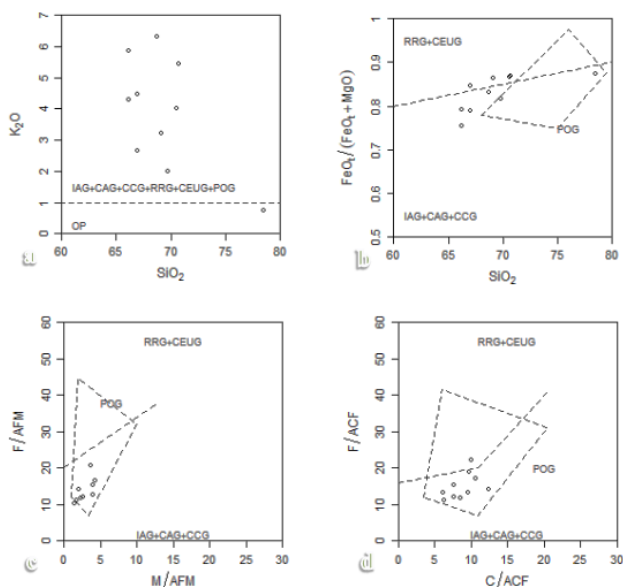 7
6
5
4
3
2
1
0
K₂O
IAG+CAG+CCG+RRG+CEUG+POG
OP
60 65 70 75 80
SiO₂
a
1
0.9
0.8
0.7
0.6
0.5
FeOₜ/(FeOₜ+MgO)
RRG+CEUG
POG
IAG+CAG+CCG
60 65 70 75 80
SiO₂
b
60
50
40
30
20
10
0
F/AFM
RRG+CEUG
POG
IAG+CAG+CCG
0 5 10 15 20 25 30
M/AFM
c
60
50
40
30
20
10
0
F/ACF
RRG+CEUG
POG
IAG+CAG+CCG
0 5 10 15 20 25 30
C/ACF
d